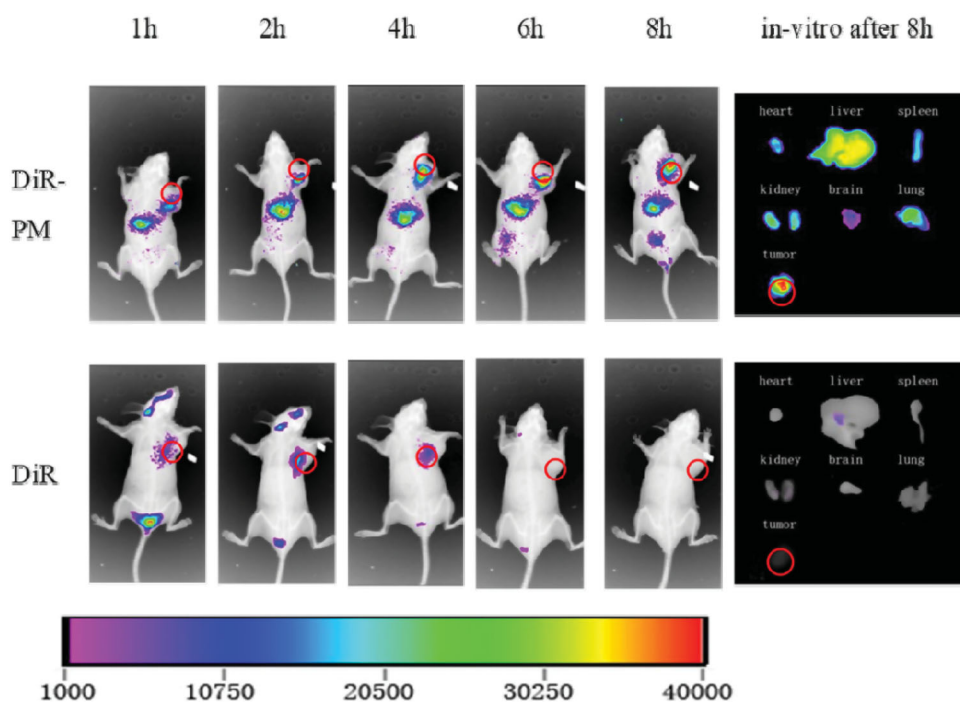 1h 2h 4h 6h 8h in-vitro after 8h
DiR-
PM
heart liver spleen
kidney brain lung
tumor
DiR
heart liver spleen
kidney brain lung
tumor
1000 10750 20500 30250 40000